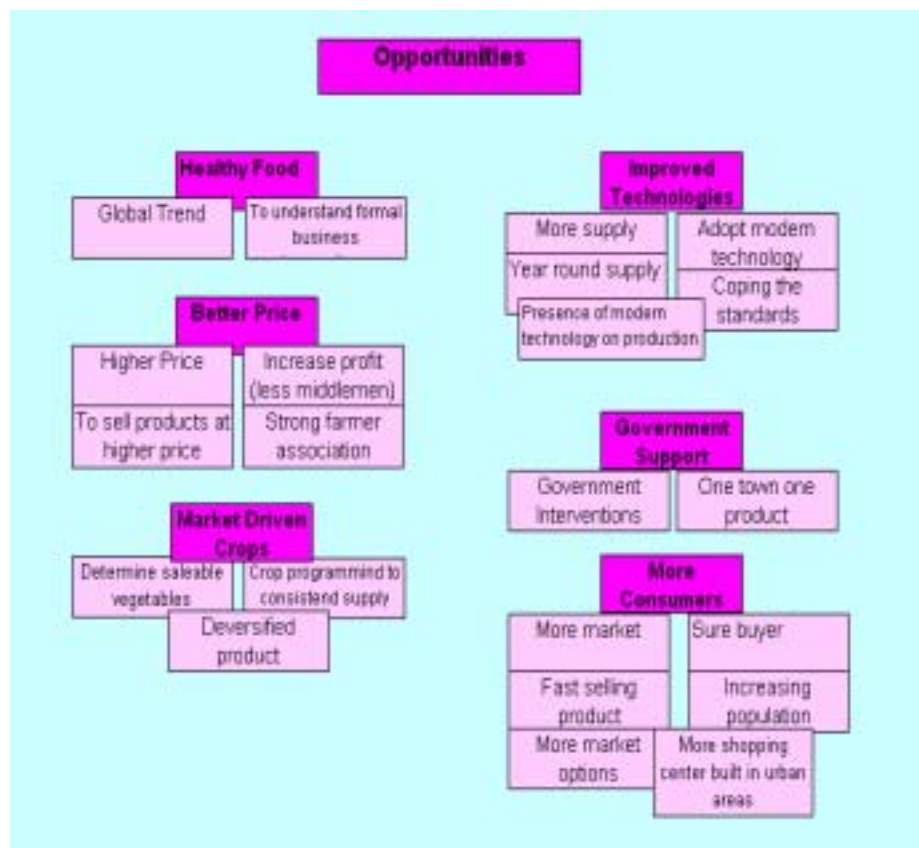 Opportunities
Healthy Food
Global Trend
To understand formal
business
Better Price
Higher Price
Increase profit
(less middlemen)
To sell products at
higher price
Strong farmer
association
Market Driven
Crops
Determine saleable
vegetables
Crop programmind to
consistend supply
Deversified
product
Improved
Technologies
More supply
Adopt modern
technology
Year round supply
Coping the
standards
Presence of modern
technology on production
Government
Support
Government
Interventions
One town one
product
More
Consumers
More market
Sure buyer
Fast selling
product
Increasing
population
More market
options
More shopping
center built in urban
areas